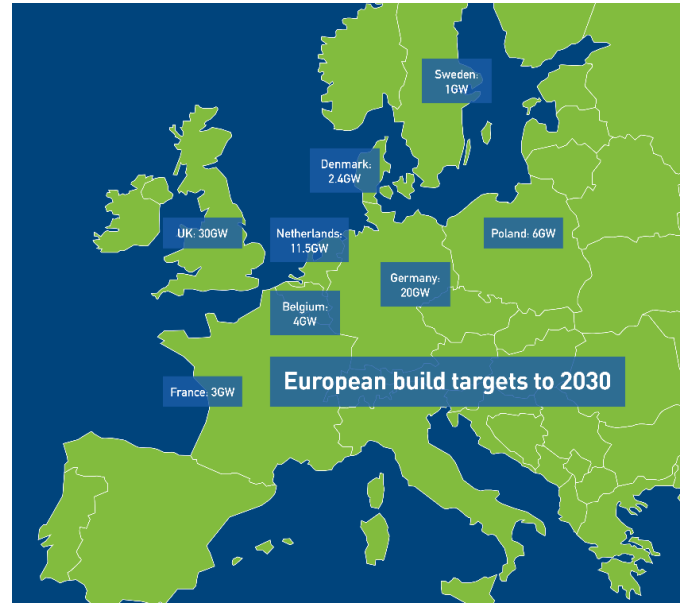 Sweden:
1GW
Denmark:
2.4GW
UK: 30GW
Netherlands:
11.5GW
Poland: 6GW
Germany:
20GW
Belgium:
4GW
European build targets to 2030
France: 3GW